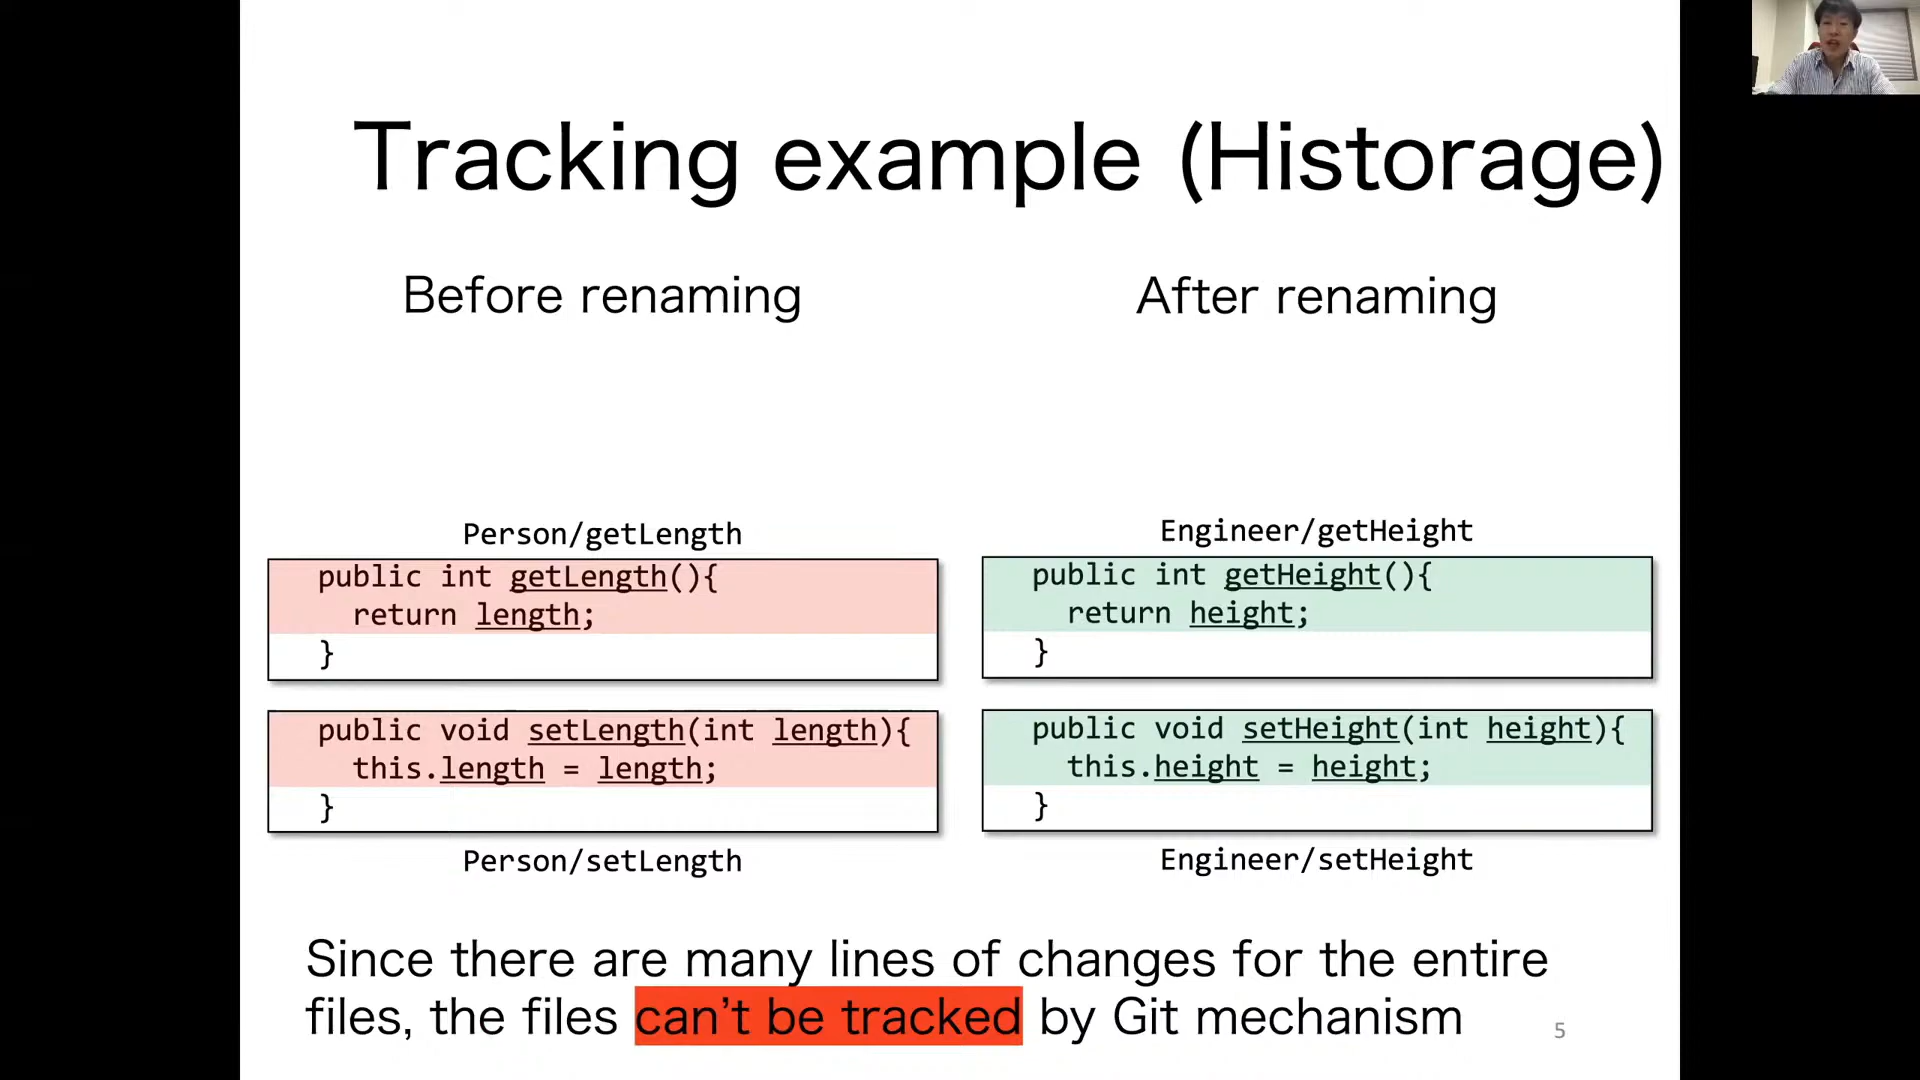 Tracking example (Historage)
Before renaming
After renaming
Person/getLength
public int getLength(){
return length;
}
public void setLength(int length){
this.length = length;
}
Person/setLength
Engineer/getHeight
public int getHeight(){
return height;
}
public void setHeight(int height){
this.height = height;
}
Engineer/setHeight
Since there are many lines of changes for the entire
files, the files can’t be tracked by Git mechanism
5